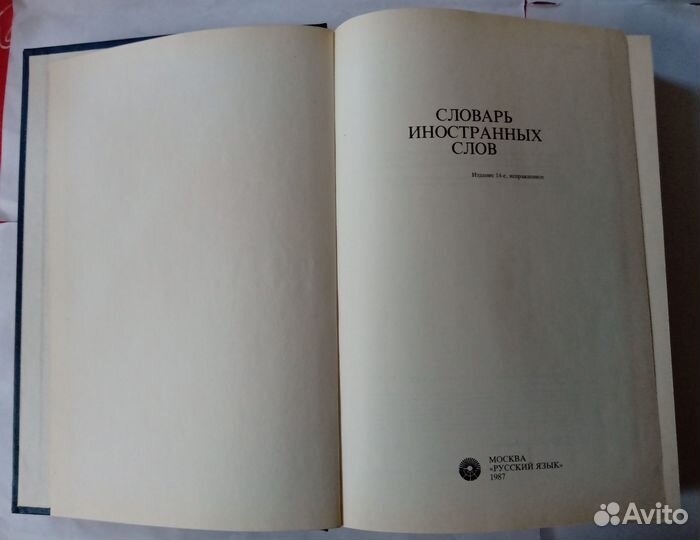 СЛОВАРЬ
ИНОСТРАННЫХ
СЛОВ
Издание 14-е, исправленное
МОСКВА
«РУССКИЙ ЯЗЫК»
1987
Avito